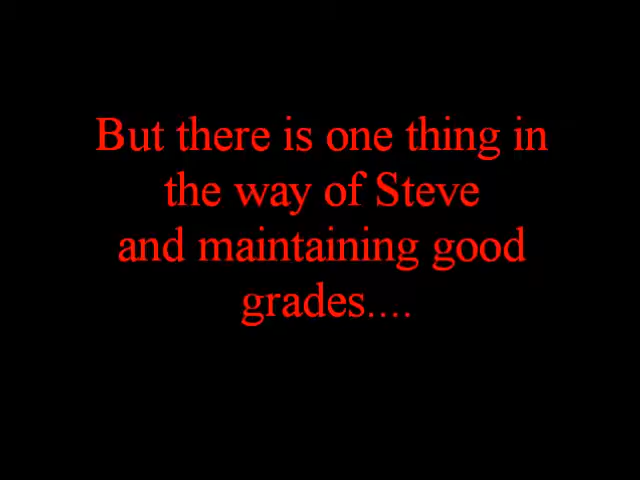 But there is one thing in
the way of Steve
and maintaining good
grades....